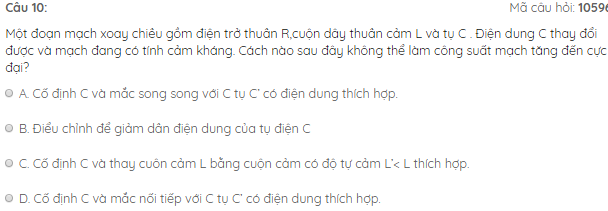 Câu 10: Mã câu hỏi: 10596
Một đoạn mạch xoay chiều gồm điện trở thuần R,cuộn dây thuần cảm L và tụ C . Điện dung C thay đổi
được và mạch đang có tính cảm kháng. Cách nào sau đây không thể làm công suất mạch tăng đến cực
đại?
A. Cố định C và mắc song song với C tụ C' có điện dung thích hợp.
B. Điều chỉnh để giảm dần điện dung của tụ điện C
C. Cố định C và thay cuộn cảm L bằng cuộn cảm có độ tự cảm L'< L thích hợp.
D. Cố định C và mắc nối tiếp với C tụ C' có điện dung thích hợp.